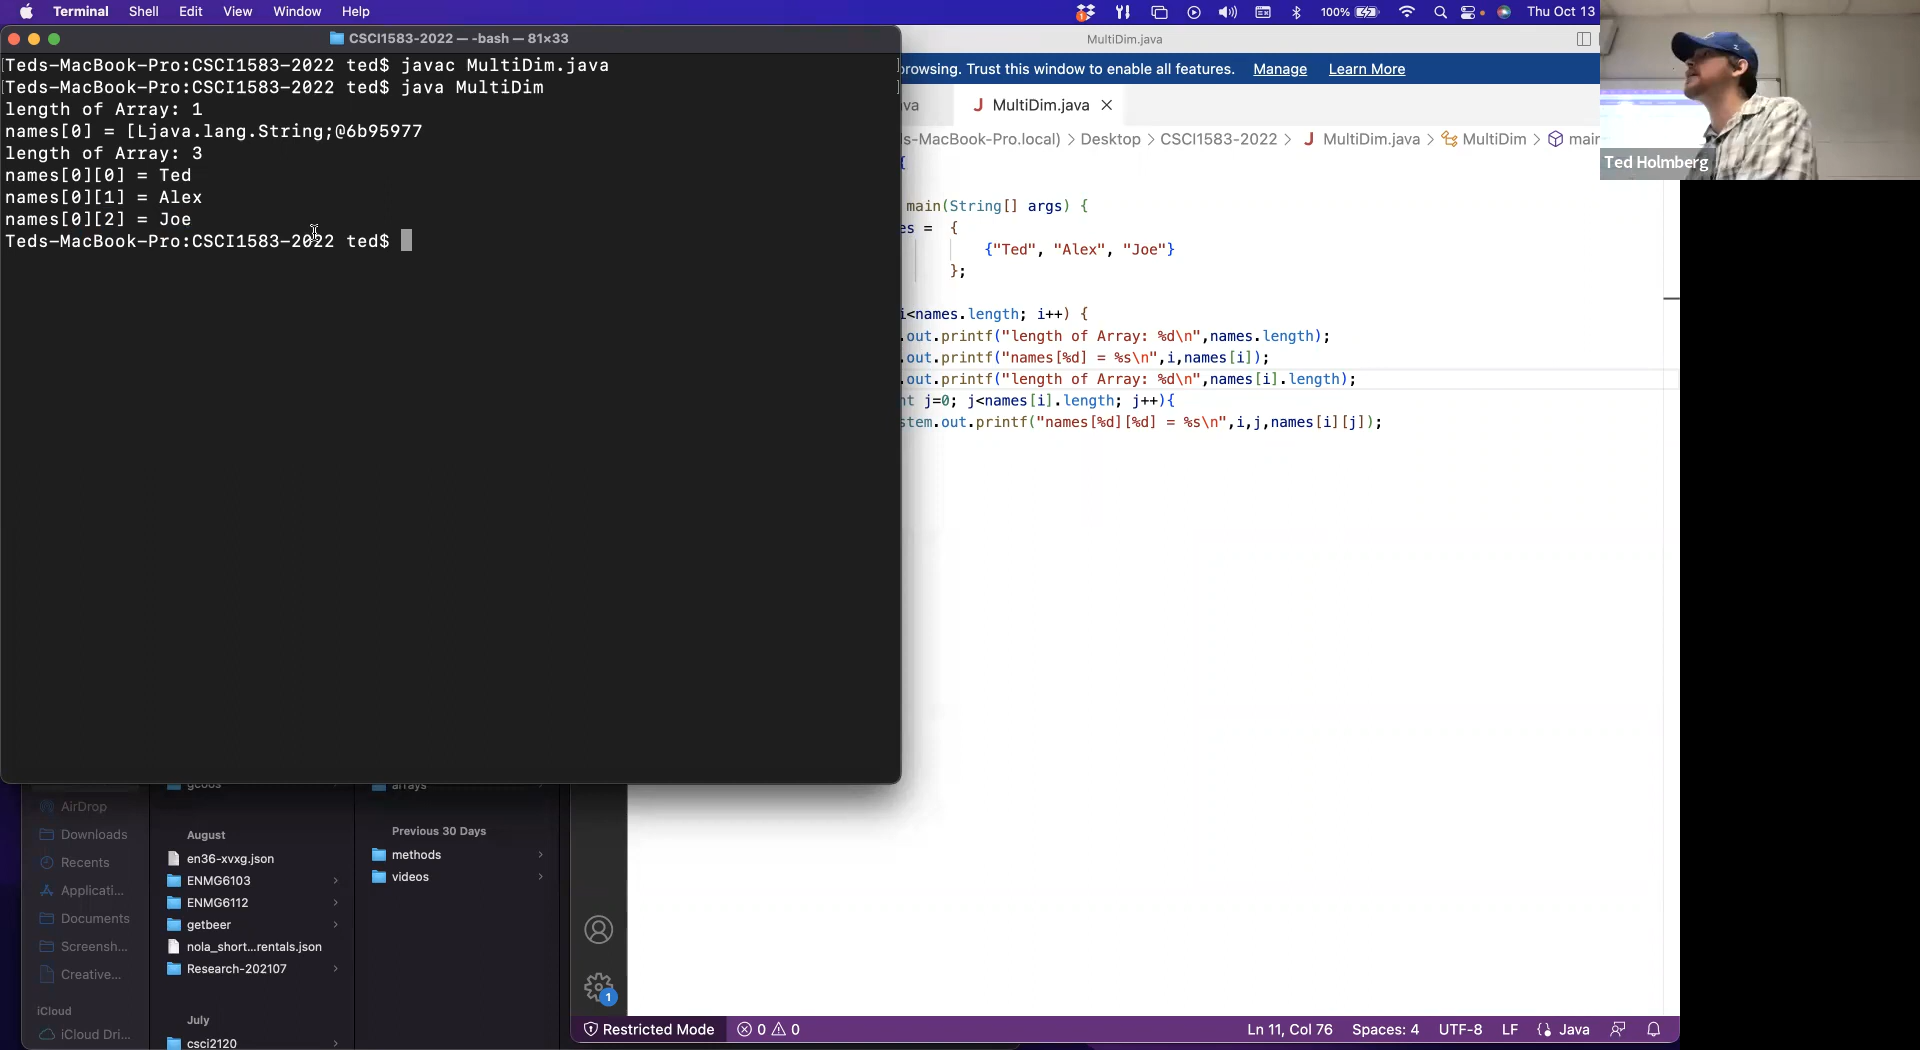 Terminal Shell Edit View Window Help 100% Thu Oct 13
CSCI1583-2022 — -bash — 81×33
Teds-MacBook-Pro:CSCI1583-2022 ted$ javac MultiDim.java
Teds-MacBook-Pro:CSCI1583-2022 ted$ java MultiDim
length of Array: 1
names[0] = [Ljava.lang.String;@6b95977
length of Array: 3
names[0][0] = Ted
names[0][1] = Alex
names[0][2] = Joe
Teds-MacBook-Pro:CSCI1583-2022 ted$
MultiDim.java
rowsing. Trust this window to enable all features. Manage Learn More
va J MultiDim.java ×
s-MacBook-Pro.local) > Desktop > CSCI1583-2022 > J MultiDim.java > MultiDim > main
{
main(String[] args) {
es = {
{"Ted", "Alex", "Joe"}
};
i<names.length; i++) {
.out.printf("length of Array: %d\n",names.length);
.out.printf("names[%d] = %s\n",i,names[i]);
.out.printf("length of Array: %d\n",names[i].length);
nt j=0; j<names[i].length; j++){
stem.out.printf("names[%d][%d] = %s\n",i,j,names[i][j]);
Ted Holmberg
AirDrop
Downloads
Recents
Applicati...
Documents
Screensh...
Creative...
iCloud
iCloud Dri...
gcoos
August
en36-xvxg.json
ENMG6103
ENMG6112
getbeer
nola_short...rentals.json
Research-202107
July
csci2120
arrays
Previous 30 Days
methods
videos
1
Restricted Mode 0 0 Ln 11, Col 76 Spaces: 4 UTF-8 LF Java